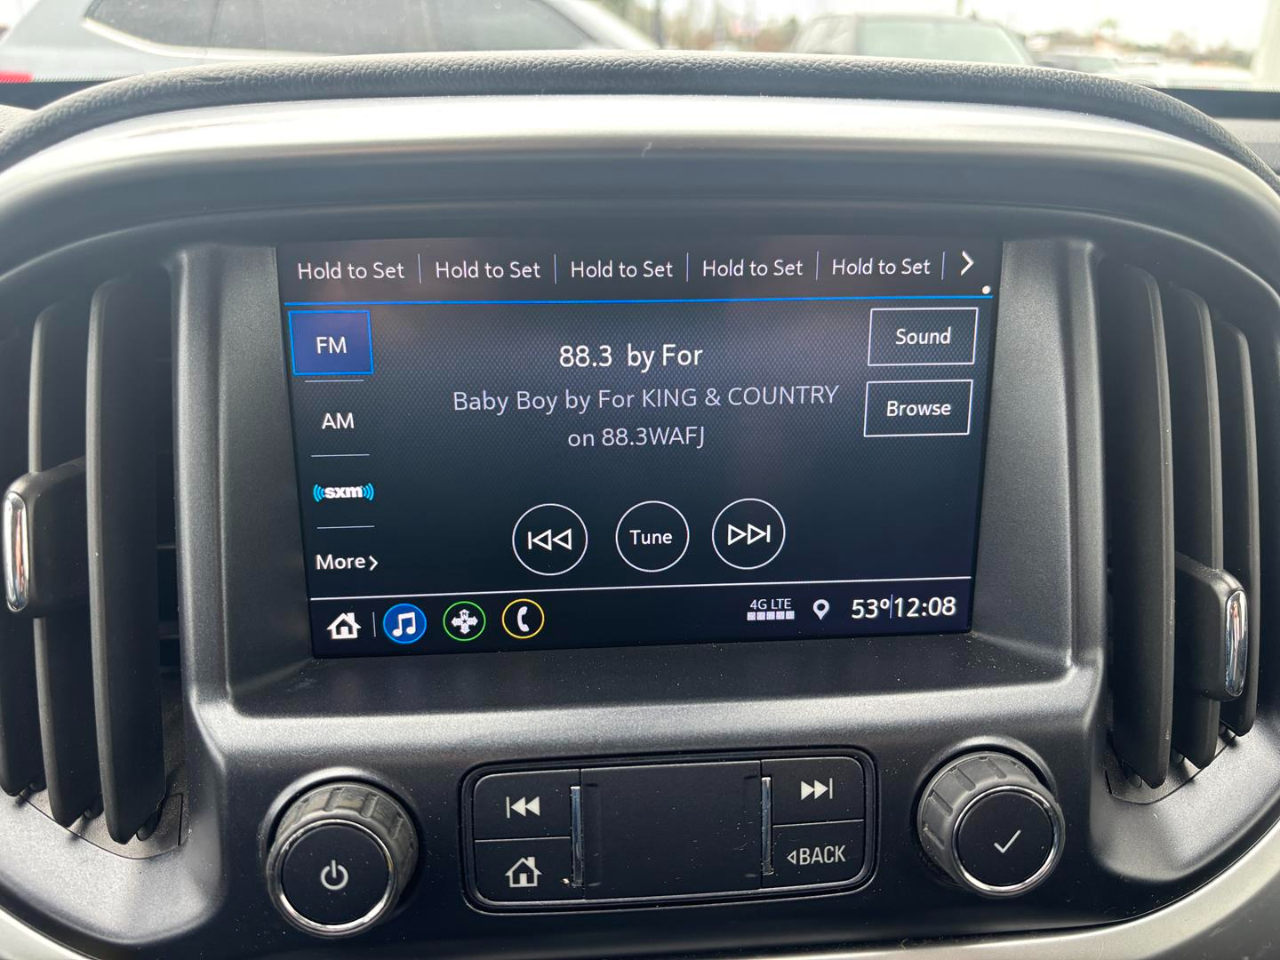 Hold to Set Hold to Set Hold to Set Hold to Set Hold to Set
FM
Sound
88.3 by For
Baby Boy by For KING & COUNTRY
Browse
AM
on 88.3WAFJ
sxm
Tune
More
4G LTE
53° 12:08
BACK